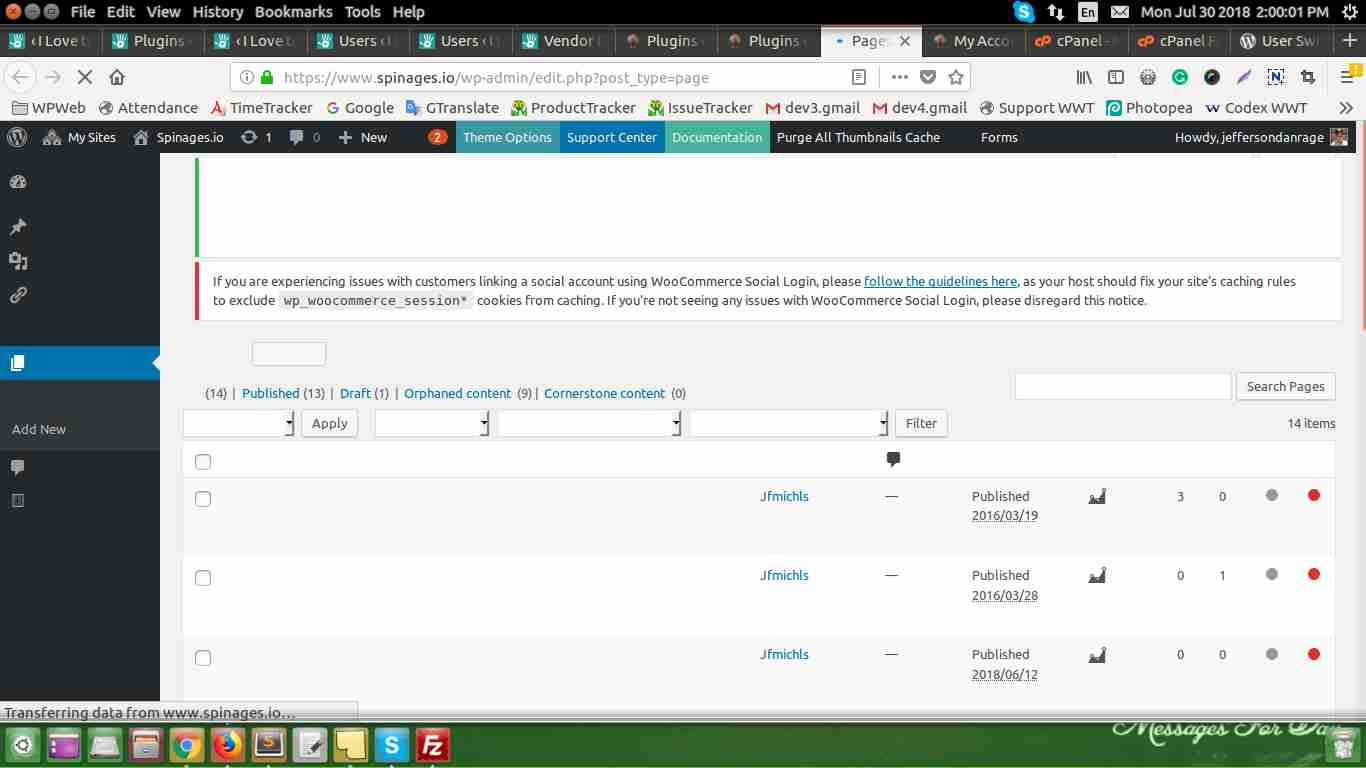 File Edit View History Bookmarks Tools Help
En Mon Jul 30 2018 2:00:01 PM
‹ I Love Plugins ‹ ‹ I Love Users ‹ Users ‹ Vendor Plugins ‹ Plugins ‹ Pages My Acco cPanel - cPanel User Sw
https://www.spinages.io/wp-admin/edit.php?post_type=page
WPWeb Attendance TimeTracker Google GTranslate ProductTracker IssueTracker dev3.gmail dev4.gmail Support WWT Photopea Codex WWT
My Sites Spinages.io 1 0 New 2 Theme Options Support Center Documentation Purge All Thumbnails Cache Forms Howdy, jeffersondanrage
If you are experiencing issues with customers linking a social account using WooCommerce Social Login, please follow the guidelines here, as your host should fix your site's caching rules
to exclude wp_woocommerce_session* cookies from caching. If you're not seeing any issues with WooCommerce Social Login, please disregard this notice.
(14) | Published (13) | Draft (1) | Orphaned content (9) | Cornerstone content (0)
Search Pages
Apply Filter 14 items
Add New
Jfmichls — Published 3 0
2016/03/19
Jfmichls — Published 0 1
2016/03/28
Jfmichls — Published 0 0
2018/06/12
Transferring data from www.spinages.io…
Messages For Day